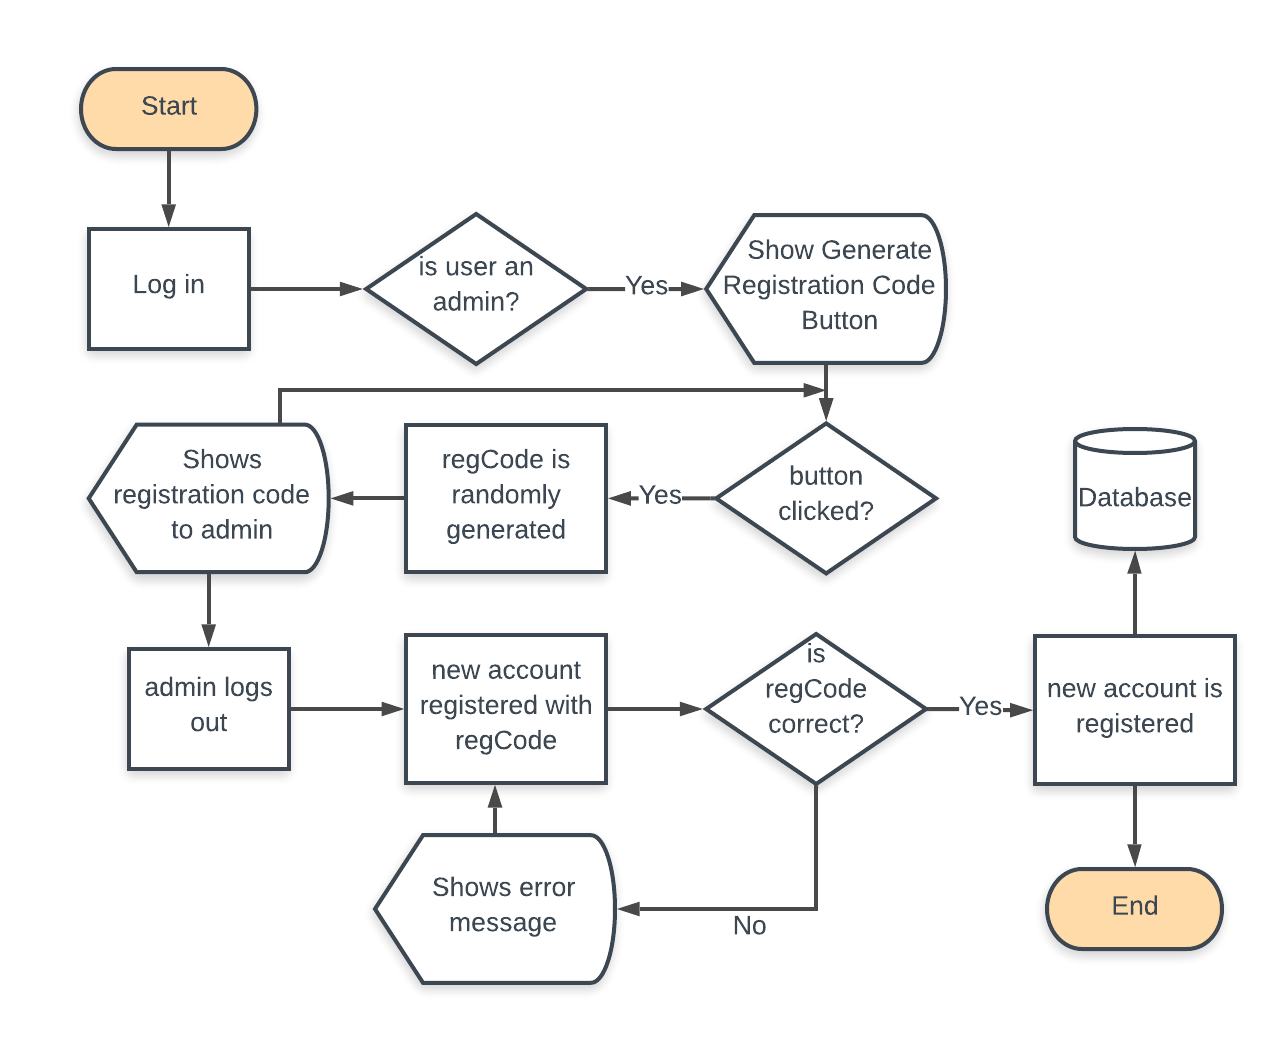 Start
Log in
is user an
admin?
Yes
Show Generate
Registration Code
Button
Shows
registration code
to admin
regCode is
randomly
generated
Yes
button
clicked?
Database
admin logs
out
new account
registered with
regCode
is
regCode
correct?
Yes
new account is
registered
Shows error
message
No
End